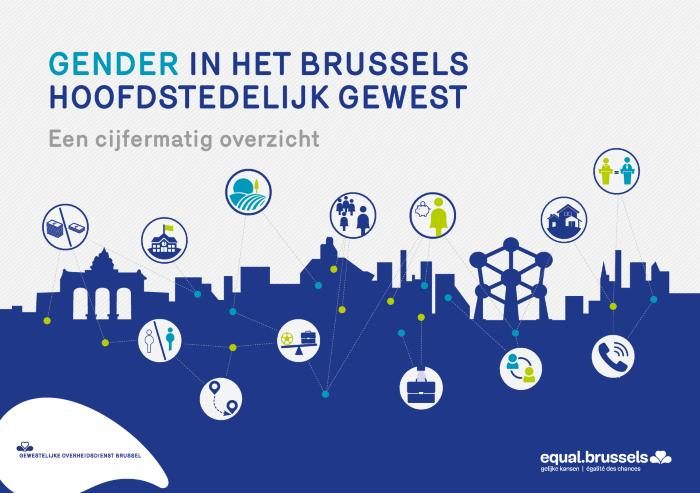 GENDER IN HET BRUSSELS
HOOFDSTEDELIJK GEWEST
Een cijfermatig overzicht
GEWESTELIJKE OVERHEIDSDIENST BRUSSEL
equal.brussels
gelijke kansen | égalité des chances